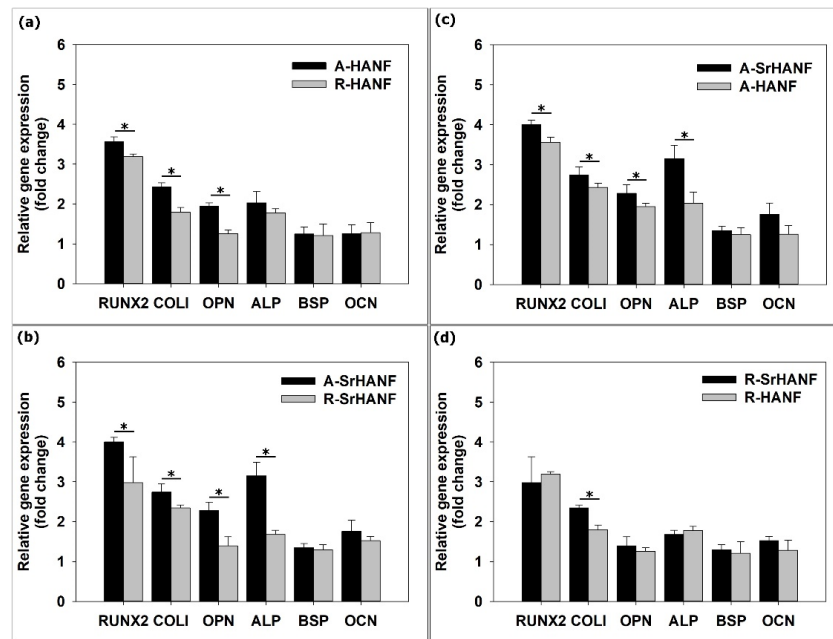 (a)
Relative gene expression
(fold change)
6
5
4
3
2
1
0
A-HANF
R-HANF
*
*
*
RUNX2 COLI OPN ALP BSP OCN
(c)
Relative gene expression
(fold change)
6
5
4
3
2
1
0
A-SrHANF
A-HANF
*
*
*
*
RUNX2 COLI OPN ALP BSP OCN
(b)
Relative gene expression
(fold change)
6
5
4
3
2
1
0
A-SrHANF
R-SrHANF
*
*
*
*
RUNX2 COLI OPN ALP BSP OCN
(d)
Relative gene expression
(fold change)
6
5
4
3
2
1
0
R-SrHANF
R-HANF
*
RUNX2 COLI OPN ALP BSP OCN